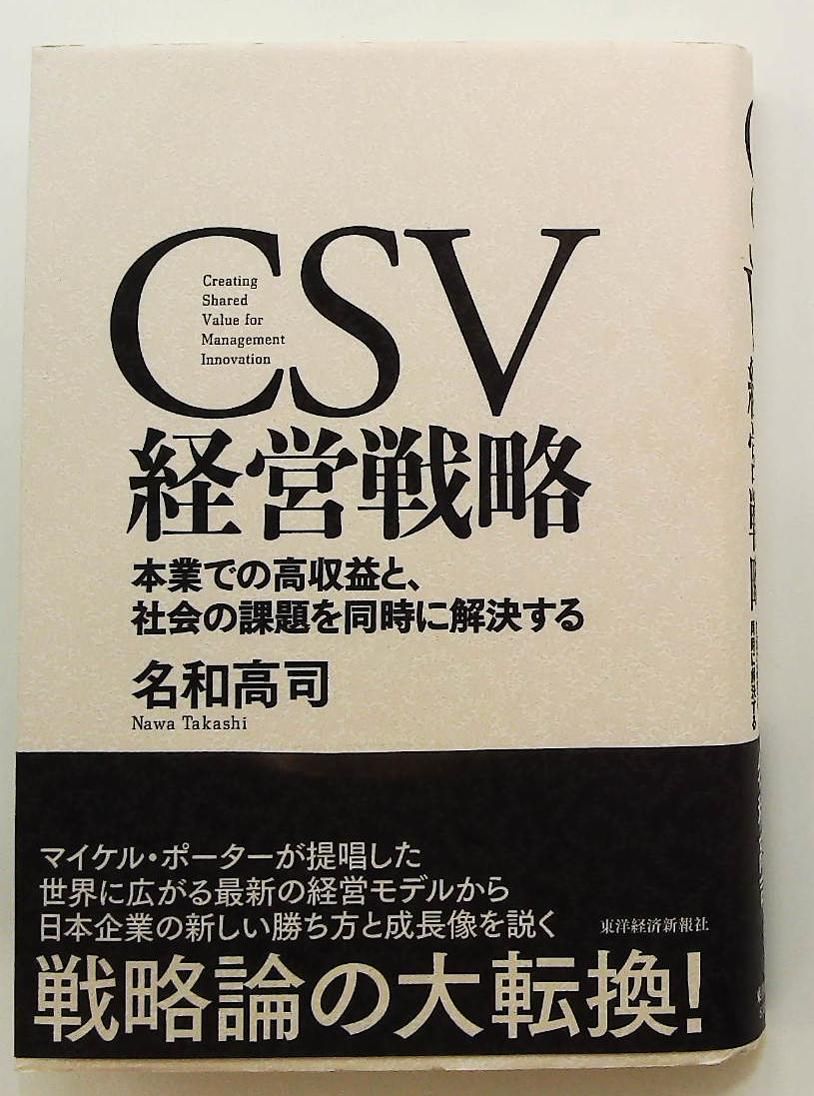 CSV
Creating
Shared
Value for
Management
Innovation
経営戦略
本業での高収益と、
社会の課題を同時に解決する
名和高司
Nawa Takashi
マイケル・ポーターが提唱した
世界に広がる最新の経営モデルから
日本企業の新しい勝ち方と成長像を説く
東洋経済新報社
戦略論の大転換!